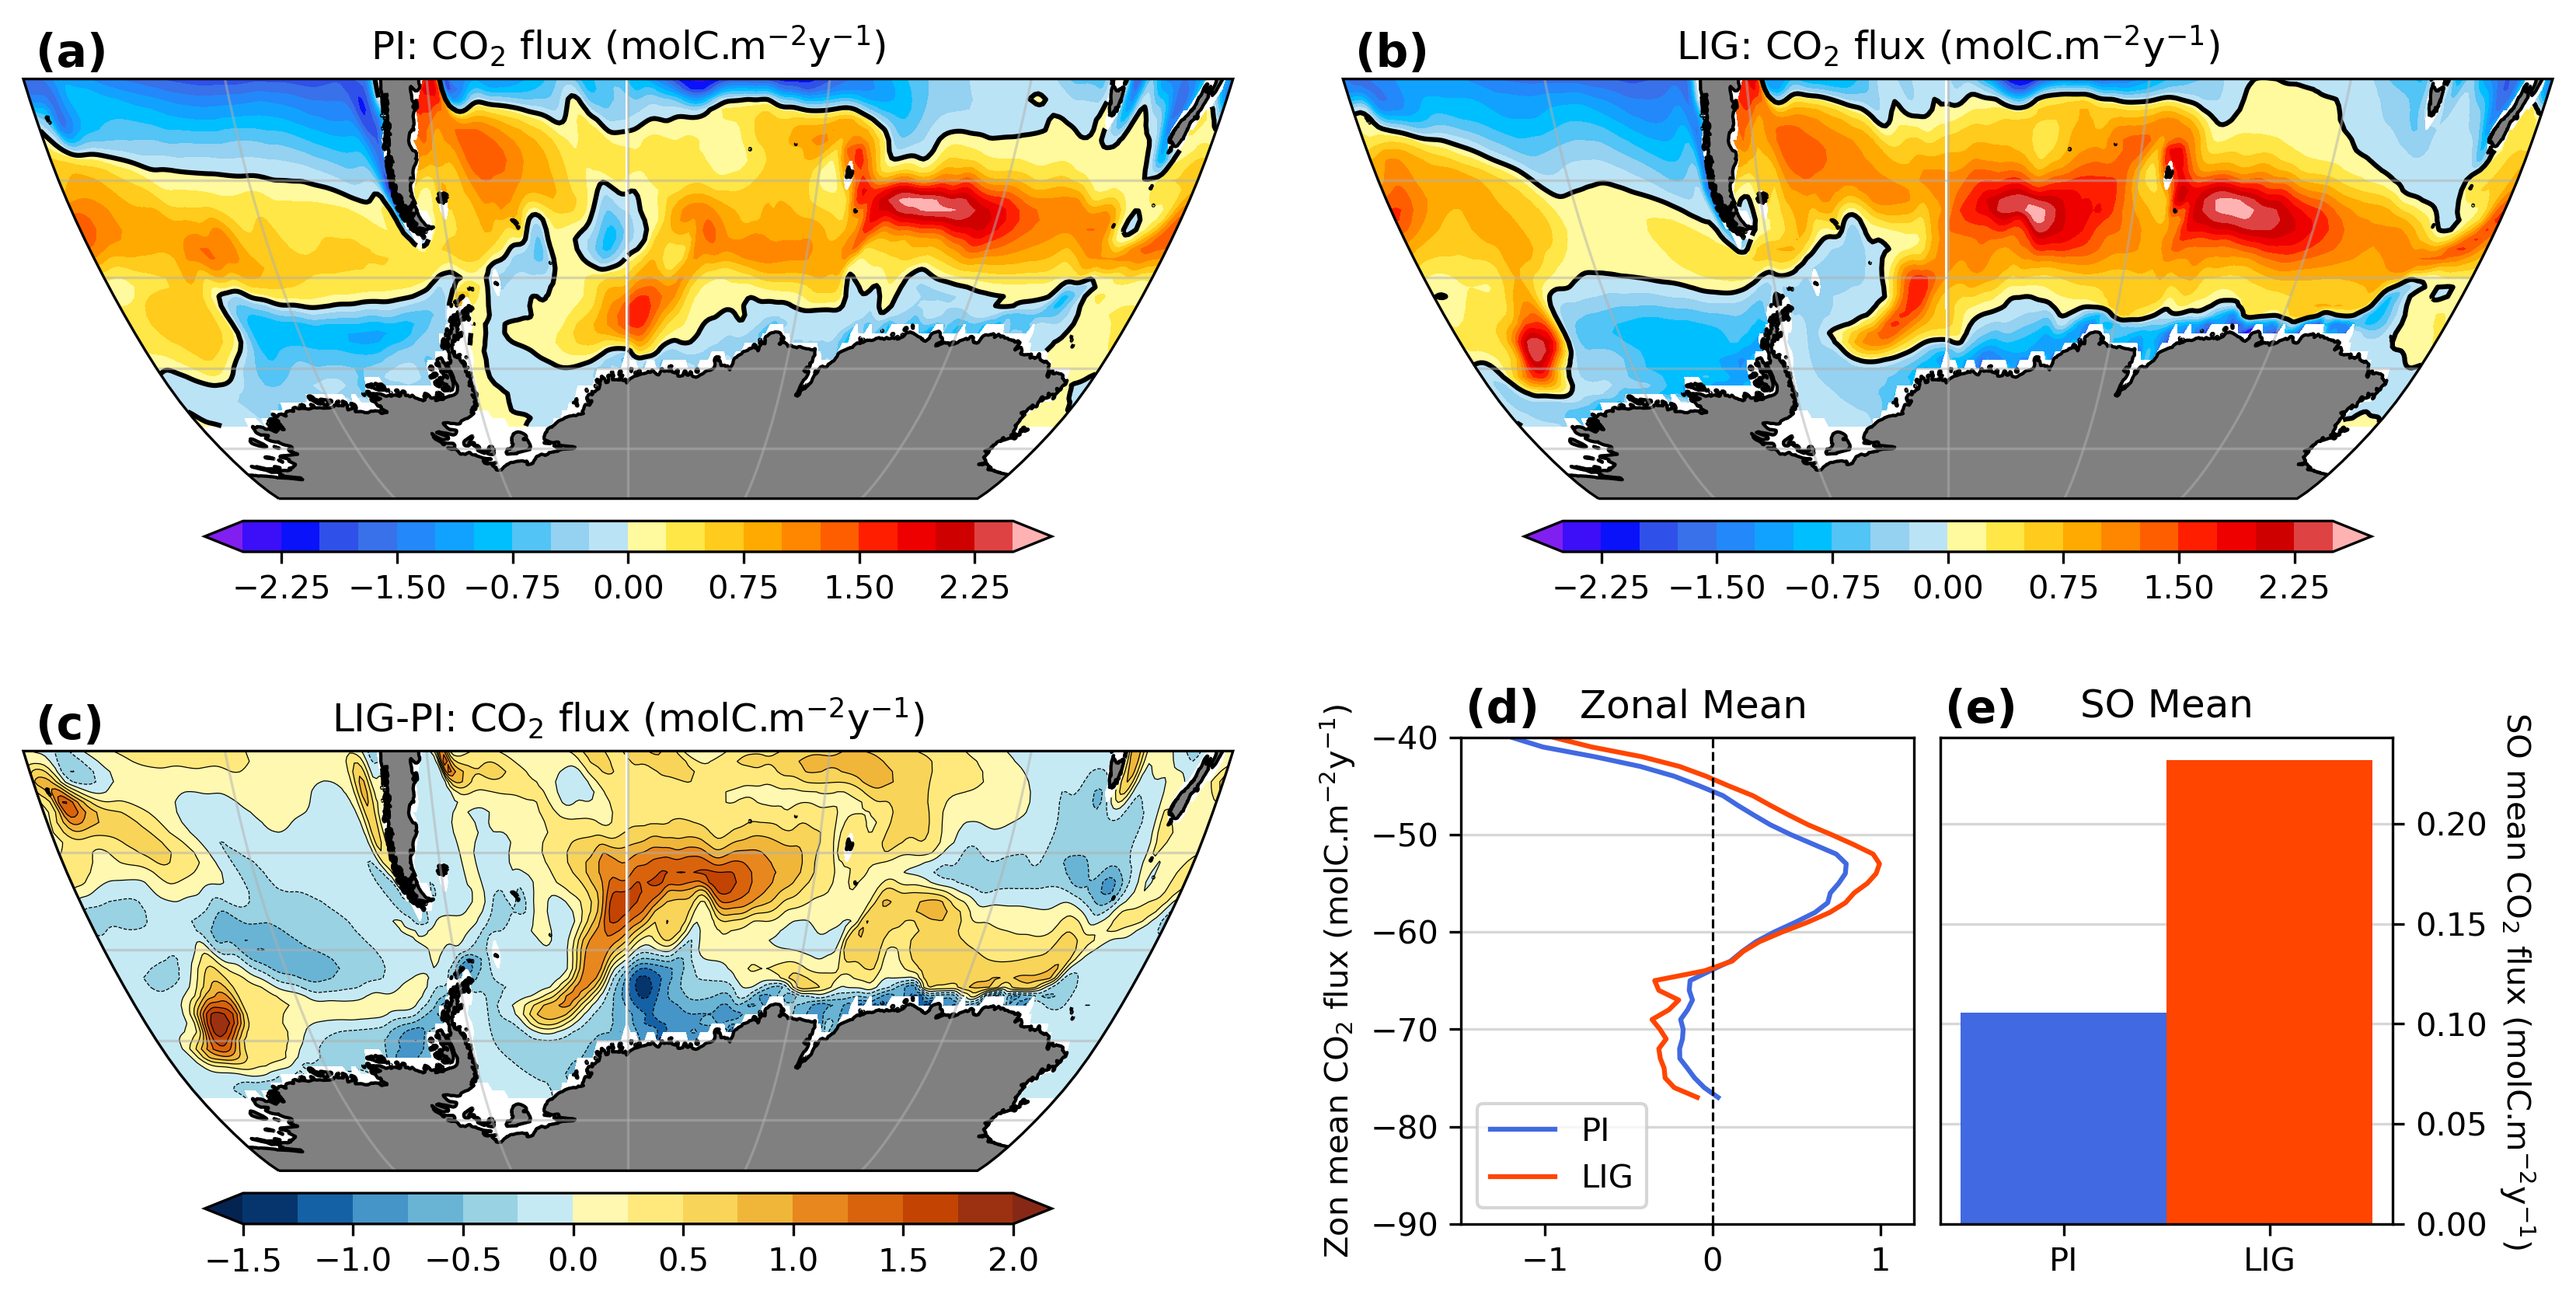 (a) PI: CO₂ flux (molC.m⁻²y⁻¹)
−2.25 −1.50 −0.75 0.00 0.75 1.50 2.25
(b) LIG: CO₂ flux (molC.m⁻²y⁻¹)
−2.25 −1.50 −0.75 0.00 0.75 1.50 2.25
(c) LIG-PI: CO₂ flux (molC.m⁻²y⁻¹)
−1.5 −1.0 −0.5 0.0 0.5 1.0 1.5 2.0
(d) Zonal Mean
Zon mean CO₂ flux (molC.m⁻²y⁻¹)
−40
−50
−60
−70
−80
−90
PI
LIG
−1 0 1
(e) SO Mean
0.20
0.15
0.10
0.05
0.00
SO mean CO₂ flux (molC.m⁻²y⁻¹)
PI LIG